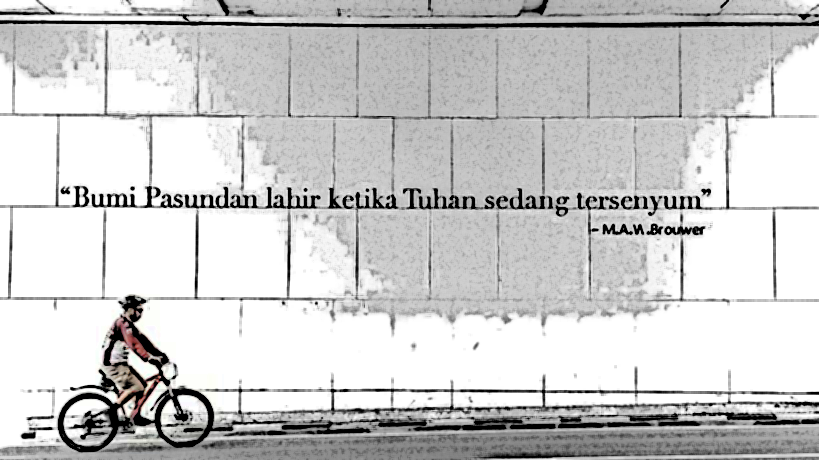 “Bumi Pasundan lahir ketika Tuhan sedang tersenyum”
- M.A.W.Brouwer